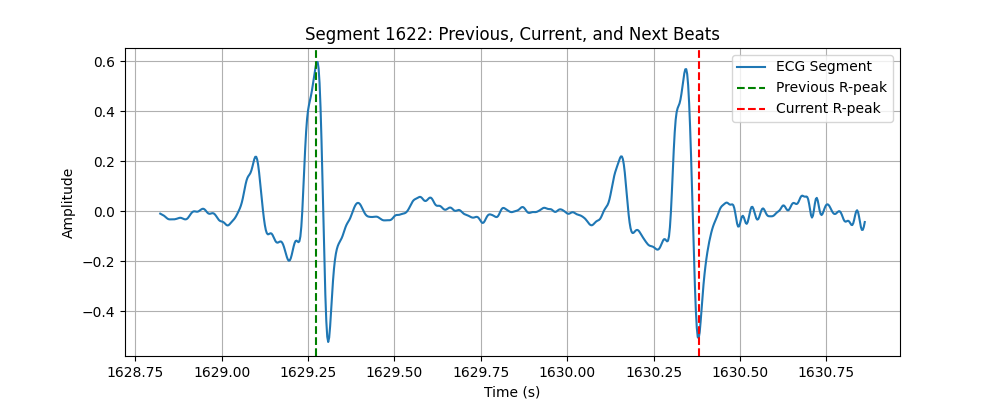 Segment 1622: Previous, Current, and Next Beats
ECG Segment
Previous R-peak
Current R-peak
Amplitude
0.6
0.4
0.2
0.0
−0.2
−0.4
1628.75 1629.00 1629.25 1629.50 1629.75 1630.00 1630.25 1630.50 1630.75
Time (s)